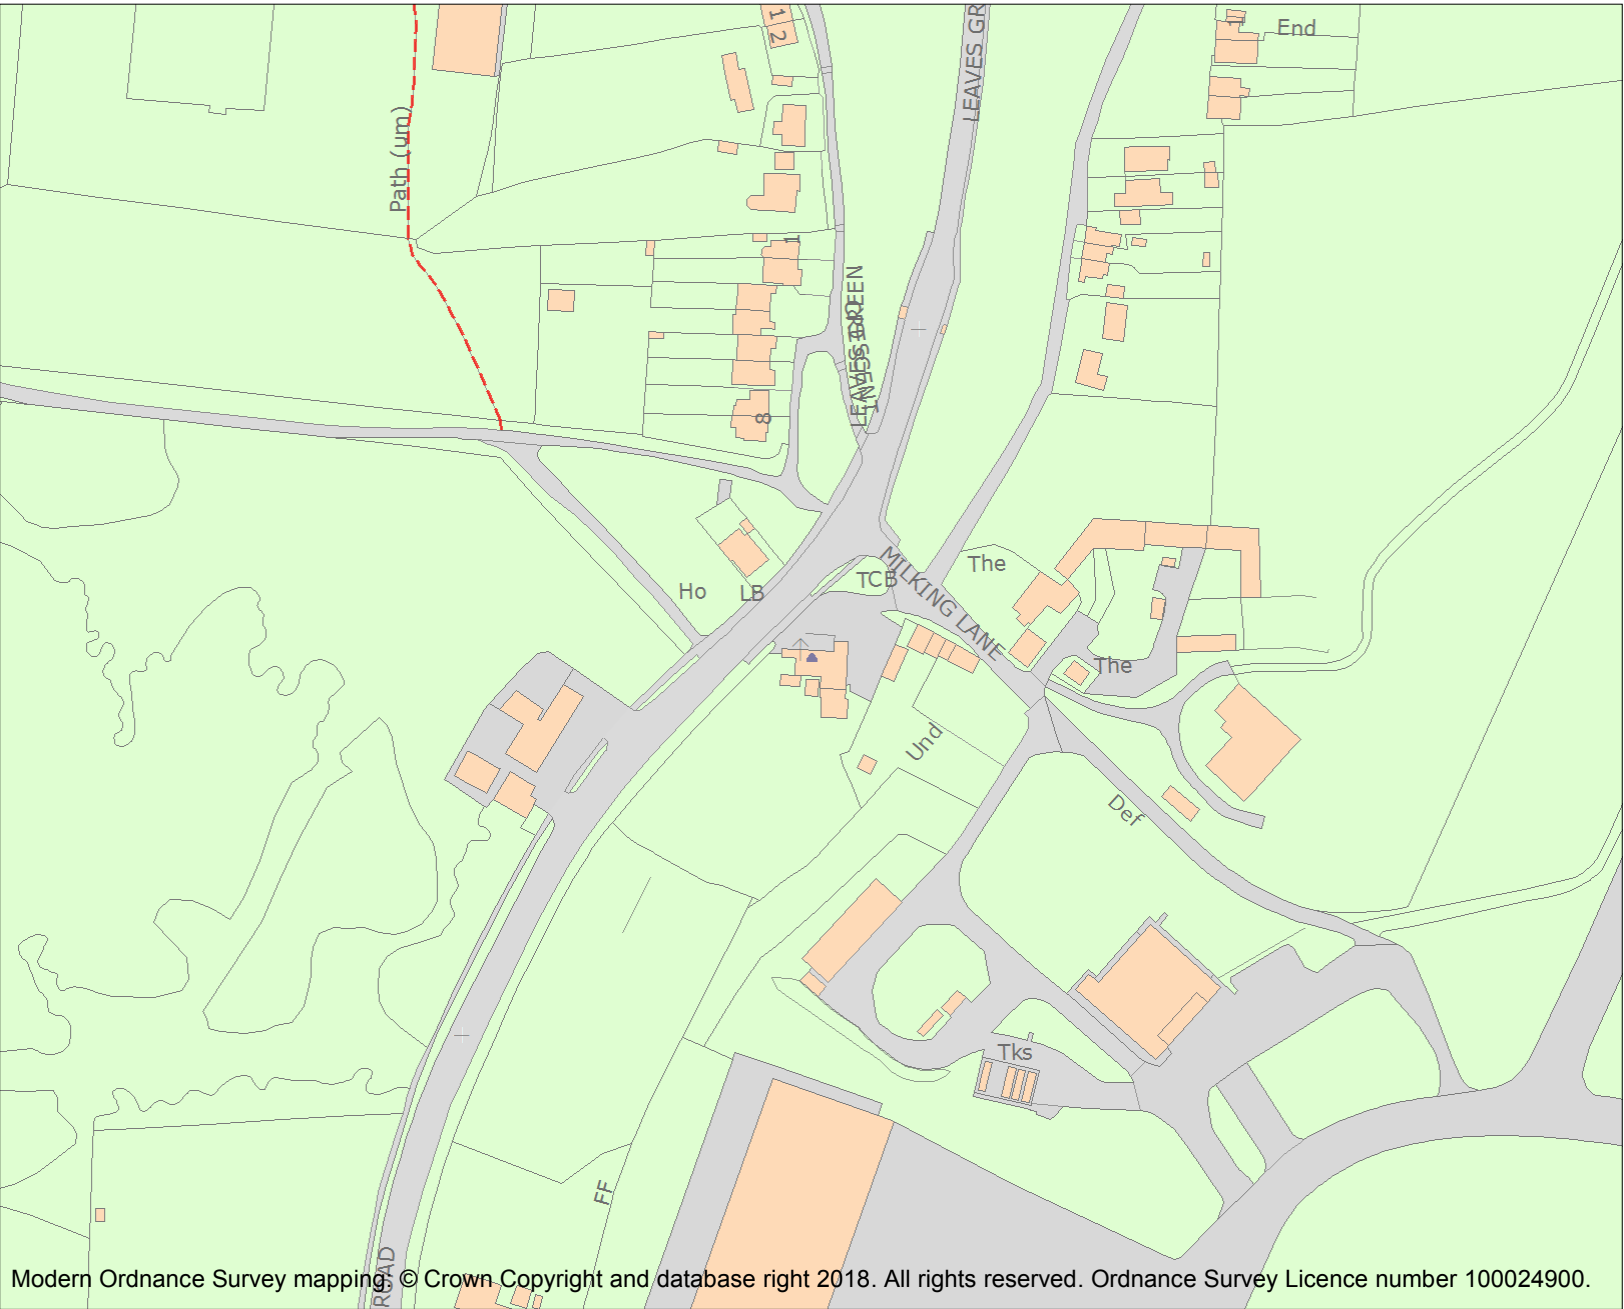 12
LEAVES GR
1
End
Path (um)
1
LEAVES GREEN
CRESCENT
8
MILKING LANE
The
TCB
Ho
LB
The
Und
Def
Tks
FF
ROAD
Modern Ordnance Survey mapping: © Crown Copyright and database right 2018. All rights reserved. Ordnance Survey Licence number 100024900.